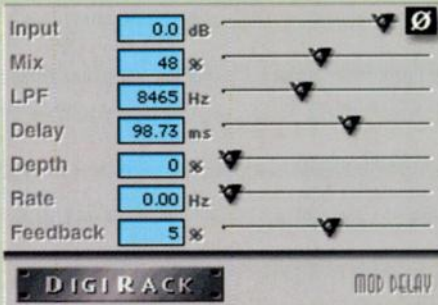 Input 0.0 dB Ø
Mix 48 %
LPF 8465 Hz
Delay 98.73 ms
Depth 0 %
Rate 0.00 Hz
Feedback 5 %
DIGIRACK MOD DELAY